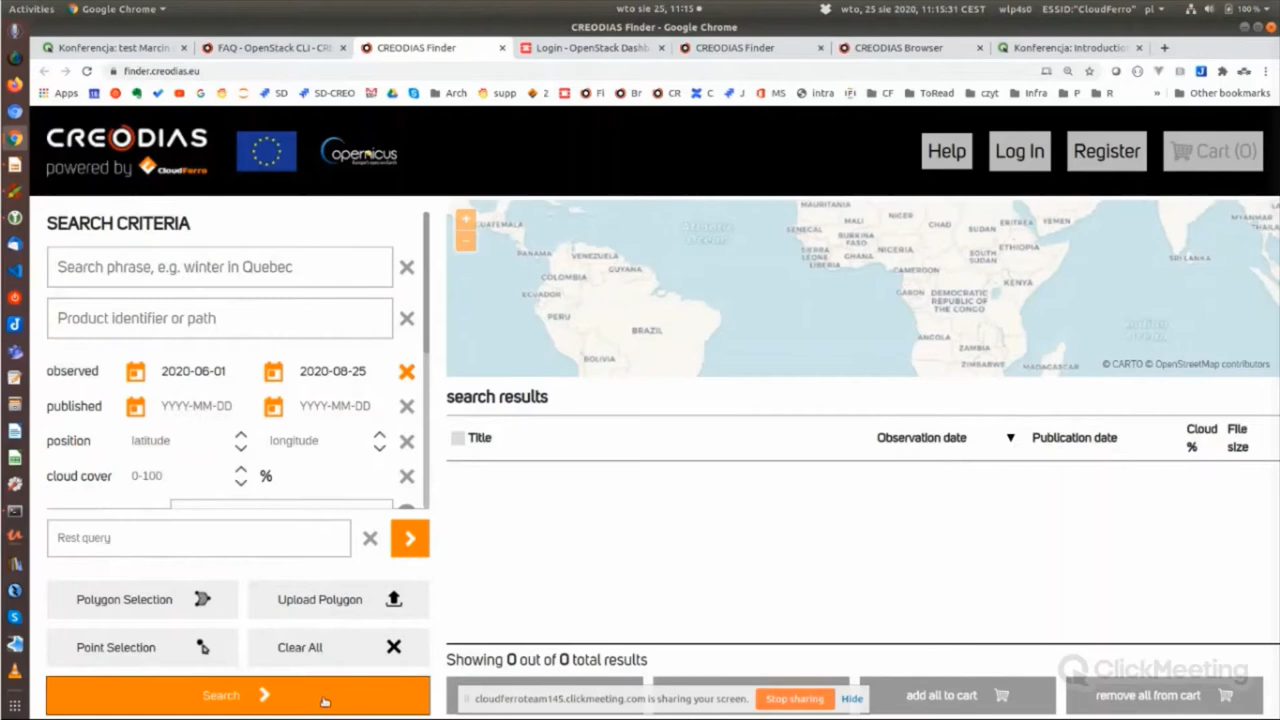 Activities Google Chrome wto sie 25, 11:15 wto, 25 sie 2020, 11:15:31 CEST wlp4s0 ESSID:"CloudFerro" pl 100 %
CREODIAS Finder - Google Chrome
Konferencja: test Marcin FAQ - OpenStack CLI - CRE CREODIAS Finder Login - OpenStack Dashb CREODIAS Finder CREODIAS Browser Konferencja: Introduction
finder.creodias.eu
Apps SD SD-CREO Arch supp 2 Fi Br CR C J MS intra CF ToRead czyt Infra P R » Other bookmarks
CREODIAS
powered by CloudFerro
opernicus
Help Log In Register Cart (0)
SEARCH CRITERIA
Search phrase, e.g. winter in Quebec
Product identifier or path
observed 2020-06-01 2020-08-25
published YYYY-MM-DD YYYY-MM-DD
position latitude longitude
cloud cover 0-100 %
Rest query
Polygon Selection Upload Polygon
Point Selection Clear All
Search
+
−
GUATEMALA
PANAMA
VENEZUELA
GUYANA
COLOMBIA
ECUADOR
PERU
BRAZIL
BOLIVIA
MAURITANIA
MALI
NIGER
CHAD
SUDAN
ERITREA
YEMEN
SENEGAL
BURKINA
FASO
SIERRA
LEONE
LIBERIA
GHANA
NIGERIA
SOUTH
SUDAN
ETHIOPIA
CAMEROON
GABON
DEMOCRATIC
REPUBLIC OF
THE CONGO
KENYA
ANGOLA
ZAMBIA
ZIMBABWE
MADAGASCAR
SRI LANKA
MYANMAR
© CARTO © OpenStreetMap contributors
search results
Title Observation date ▼ Publication date Cloud % File size
Showing 0 out of 0 total results
cloudferroteam145.clickmeeting.com is sharing your screen. Stop sharing Hide
add all to cart remove all from cart
ClickMeeting